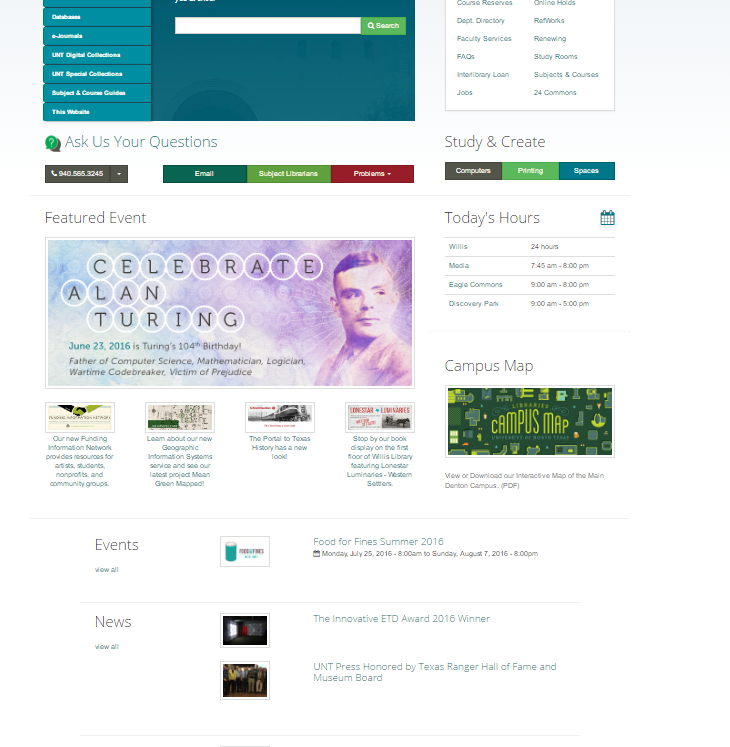 Databases
e-Journals
UNT Digital Collections
UNT Special Collections
Subject & Course Guides
This Website
Search
Course Reserves
Online Holds
Dept. Directory
RefWorks
Faculty Services
Renewing
FAQs
Study Rooms
Interlibrary Loan
Subjects & Courses
Jobs
24 Commons
Ask Us Your Questions
940.565.3245
Email
Subject Librarians
Problems
Study & Create
Computers
Printing
Spaces
Featured Event
CELEBRATE
ALAN
TURING
June 23, 2016 is Turing's 104th Birthday!
Father of Computer Science, Mathematician, Logician,
Wartime Codebreaker, Victim of Prejudice
Today's Hours
Willis 24 hours
Media 7:45 am - 8:00 pm
Eagle Commons 9:00 am - 8:00 pm
Discovery Park 9:00 am - 5:00 pm
Campus Map
LIBRARIES
CAMPUS MAP
UNIVERSITY OF NORTH TEXAS
View or Download our Interactive Map of the Main
Denton Campus. (PDF)
FUNDING INFORMATION NETWORK
Our new Funding
Information Network
provides resources for
artists, students,
nonprofits, and
community groups.
Learn about our new
Geographic
Information Systems
service and see our
latest project Mean
Green Mapped!
The Portal to Texas
History has a new
look!
LONESTAR LUMINARIES
Stop by our book
display on the first
floor of Willis Library
featuring Lonestar
Luminaries - Western
Settlers.
Events
view all
FOOD FOR FINES
Food for Fines Summer 2016
Monday, July 25, 2016 - 8:00am to Sunday, August 7, 2016 - 8:00pm
News
view all
The Innovative ETD Award 2016 Winner
UNT Press Honored by Texas Ranger Hall of Fame and
Museum Board